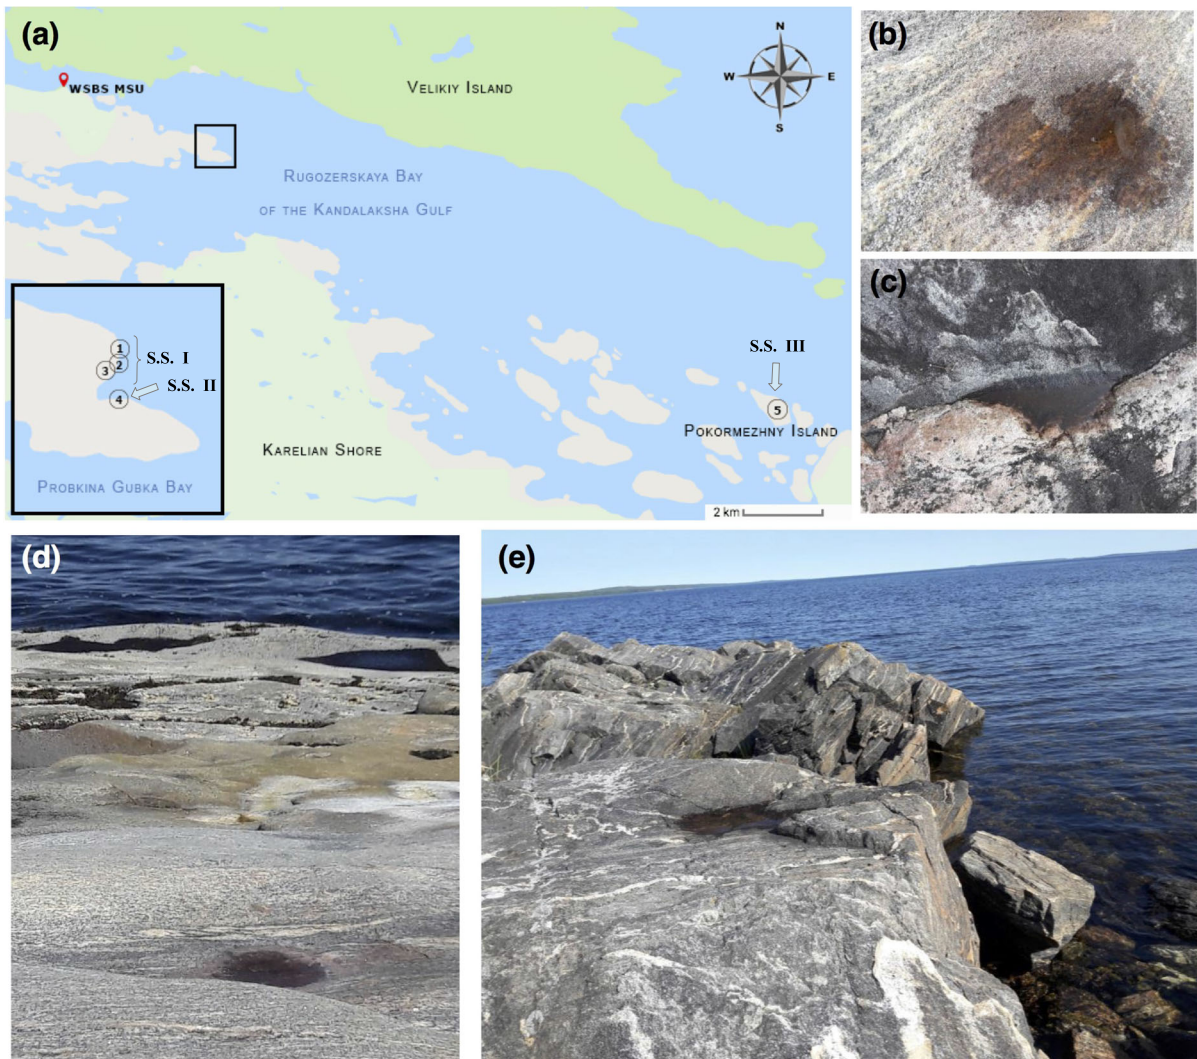 (a)
N
W
E
S
WSBS MSU
VELIKIY ISLAND
RUGOZERSKAYA BAY
OF THE KANDALAKSHA GULF
1
2
3
S.S. I
S.S. II
4
PROBKINA GUBKA BAY
KARELIAN SHORE
S.S. III
5
POKORMEZHNY ISLAND
2 km
(b)
(c)
(d)
(e)